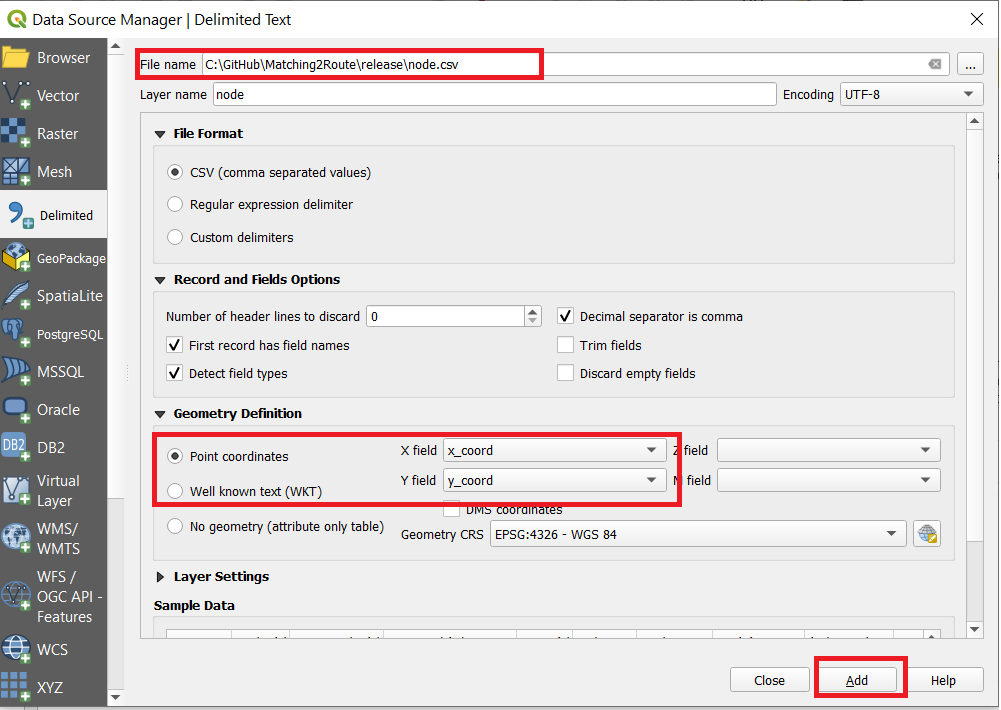 Data Source Manager | Delimited Text
Browser
Vector
Raster
Mesh
Delimited
GeoPackage
SpatiaLite
PostgreSQL
MSSQL
Oracle
DB2
DB2
Virtual
Layer
WMS/
WMTS
WFS /
OGC API -
Features
WCS
XYZ
File name C:\GitHub\Matching2Route\release\node.csv ...
Layer name node Encoding UTF-8
File Format
CSV (comma separated values)
Regular expression delimiter
Custom delimiters
Record and Fields Options
Number of header lines to discard 0 Decimal separator is comma
First record has field names Trim fields
Detect field types Discard empty fields
Geometry Definition
Point coordinates X field x_coord Z field
Well known text (WKT) Y field y_coord field
DMS coordinates
No geometry (attribute only table) Geometry CRS EPSG:4326 - WGS 84
Layer Settings
Sample Data
Close Add Help